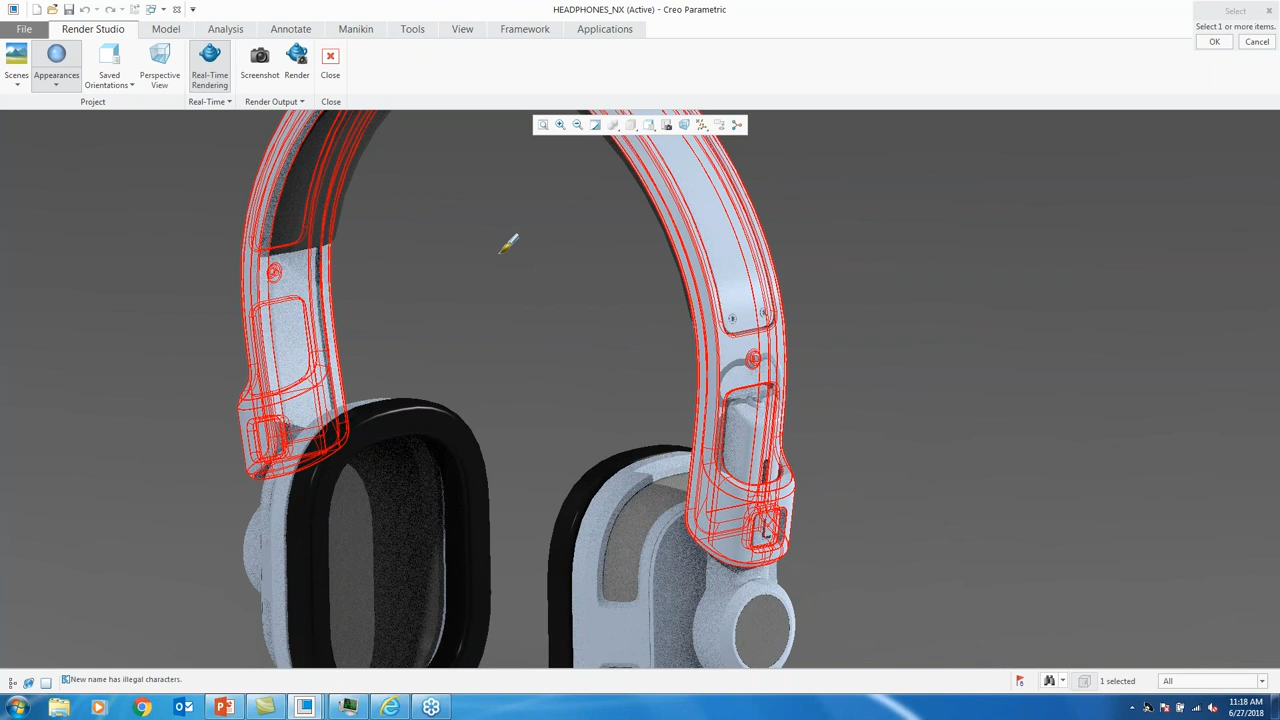 HEADPHONES_NX (Active) - Creo Parametric
Select
File
Render Studio
Model
Analysis
Annotate
Manikin
Tools
View
Framework
Applications
Select 1 or more items.
OK
Cancel
Scenes
Appearances
Saved
Orientations
Perspective
View
Real-Time
Rendering
Screenshot
Render
Close
Project
Real-Time
Render Output
Close
New name has illegal characters.
1 selected
All
11:18 AM
6/27/2018